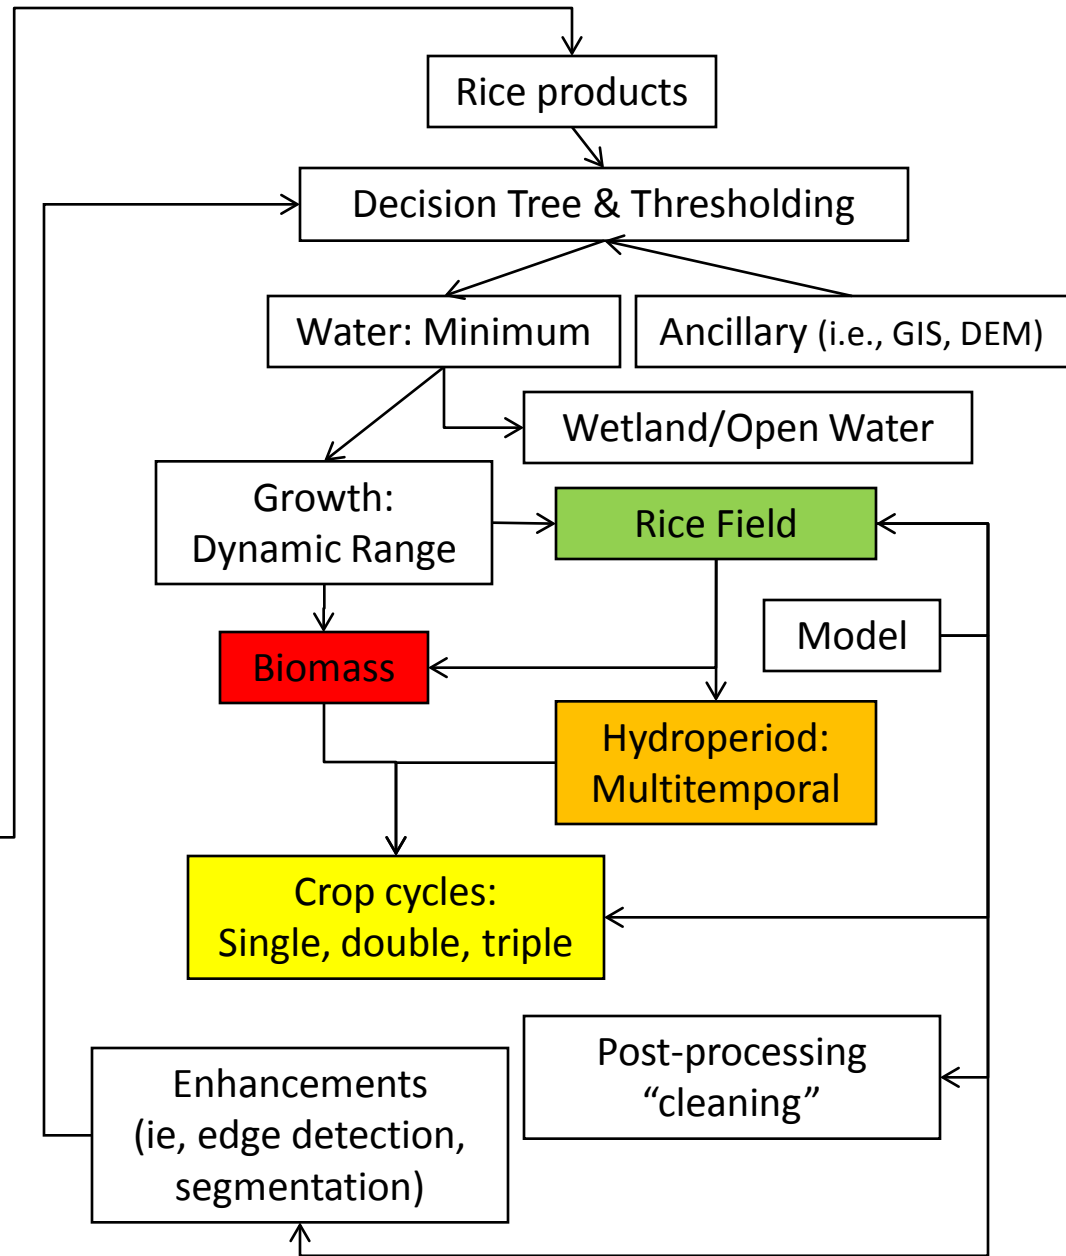 Rice products
Decision Tree & Thresholding
Water: Minimum
Ancillary (i.e., GIS, DEM)
Wetland/Open Water
Growth:
Dynamic Range
Rice Field
Model
Biomass
Hydroperiod:
Multitemporal
Crop cycles:
Single, double, triple
Post-processing
“cleaning”
Enhancements
(ie, edge detection,
segmentation)